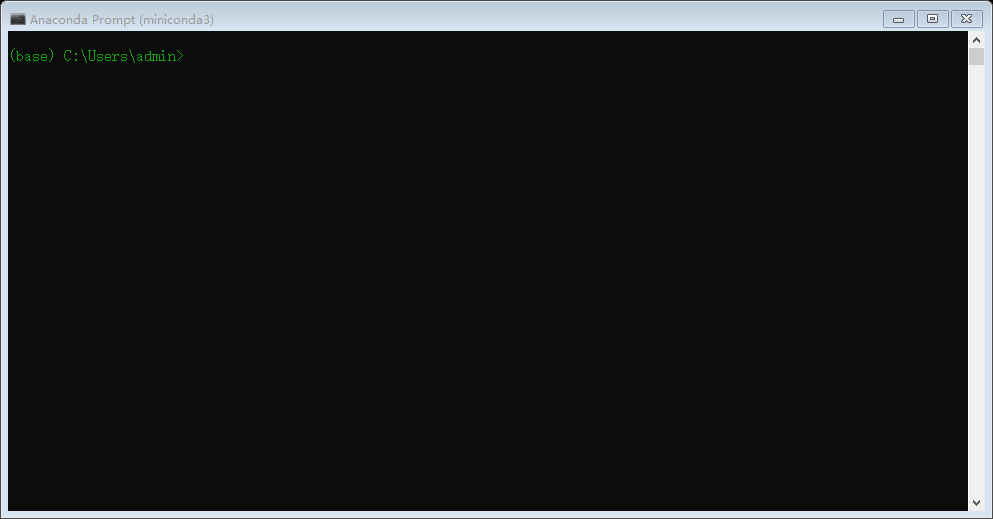 Anaconda Prompt (miniconda3)
(base) C:\Users\admin>